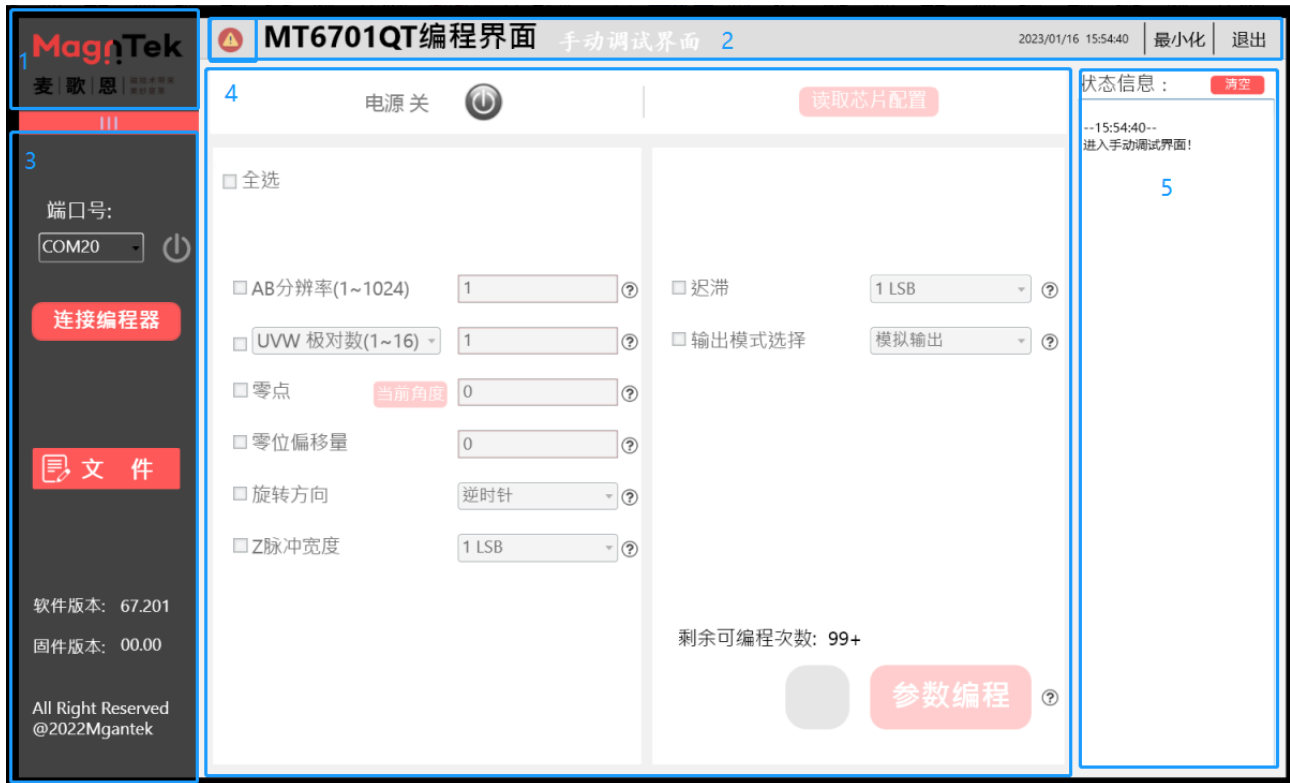 1
MagnTek
麦|歌|恩
MT6701QT编程界面 手动调试界面 2
2023/01/16 15:54:40 最小化 退出
3
端口号:
COM20
连接编程器
文 件
软件版本: 67.201
固件版本: 00.00
All Right Reserved
@2022Mgantek
4
电源 关
读取芯片配置
全选
AB分辨率(1~1024) 1 ?
UVW 极对数(1~16) 1 ?
零点 当前角度 0 ?
零位偏移量 0 ?
旋转方向 逆时针 ?
Z脉冲宽度 1 LSB ?
迟滞 1 LSB ?
输出模式选择 模拟输出 ?
剩余可编程次数: 99+
参数编程 ?
状态信息: 清空
--15:54:40--
进入手动调试界面!
5